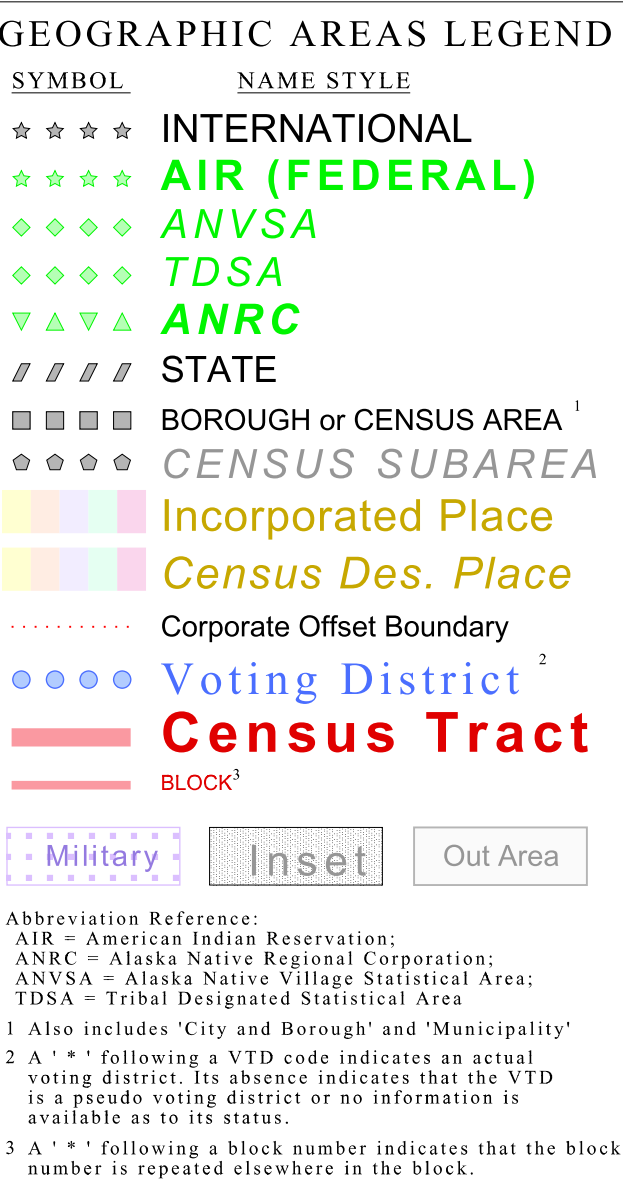 GEOGRAPHIC AREAS LEGEND
SYMBOL NAME STYLE
INTERNATIONAL
AIR (FEDERAL)
ANVSA
TDSA
ANRC
STATE
BOROUGH or CENSUS AREA 1
CENSUS SUBAREA
Incorporated Place
Census Des. Place
Corporate Offset Boundary
Voting District 2
Census Tract
BLOCK3
Military Inset Out Area
Abbreviation Reference:
AIR = American Indian Reservation;
ANRC = Alaska Native Regional Corporation;
ANVSA = Alaska Native Village Statistical Area;
TDSA = Tribal Designated Statistical Area
1 Also includes 'City and Borough' and 'Municipality'
2 A ' * ' following a VTD code indicates an actual
voting district. Its absence indicates that the VTD
is a pseudo voting district or no information is
available as to its status.
3 A ' * ' following a block number indicates that the block
number is repeated elsewhere in the block.